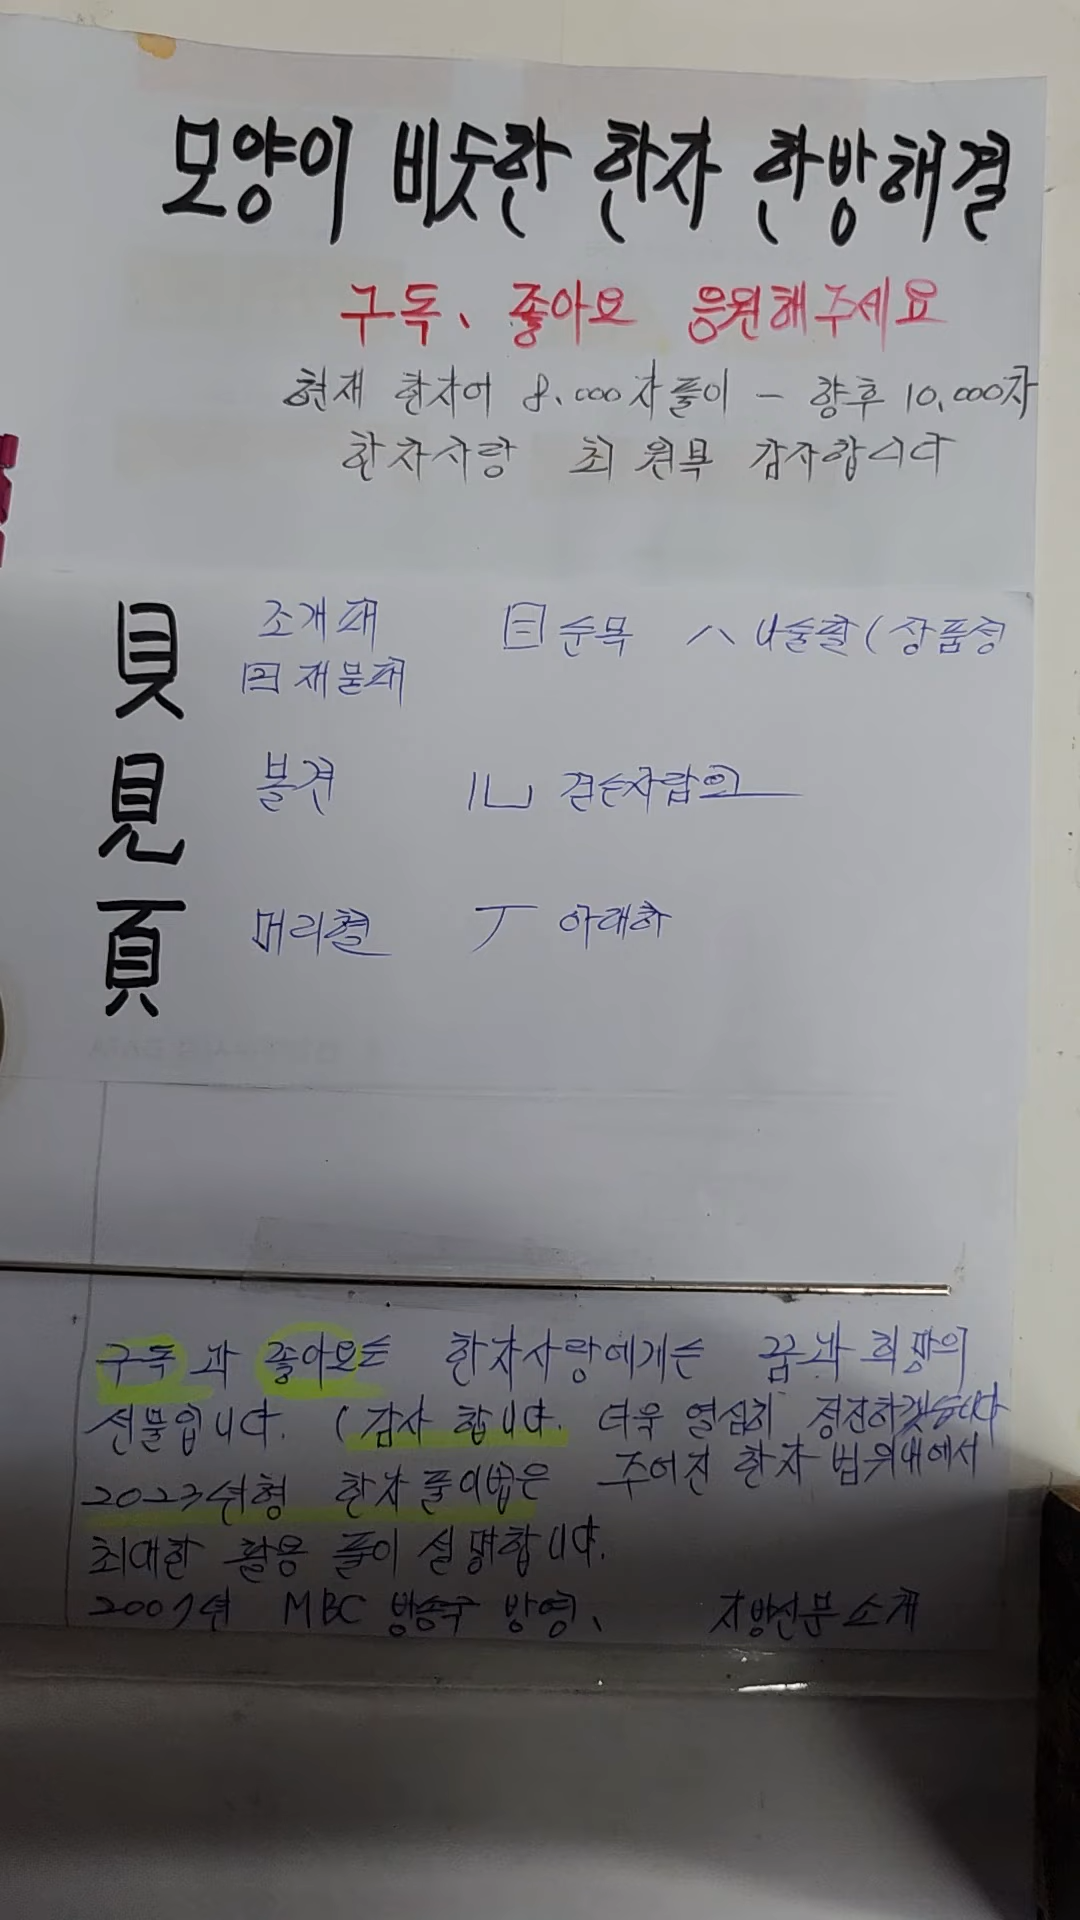 모양이 비슷한 한자 한방해결
구독、좋아요 응원해주세요
현재 한자어 8.000자풀이 - 향후 10.000자
한자사랑 최원목 감사합니다
貝 조개패 目 눈목 八 나눌팔(상품성
재물패
見 볼견 儿 걷는사람의
頁 머리혈 丁 아래하
구독과 좋아요는 한자사랑에게는 꿈과 희망의
선물입니다. (감사 합니다. 더욱 열심히 정진하겠습니다
2023년형 한자풀이법은 주어진 한자 범위내에서
최대한 활용 풀이 설명합니다.
2007년 MBC 방송국 방영、 지방신문소개